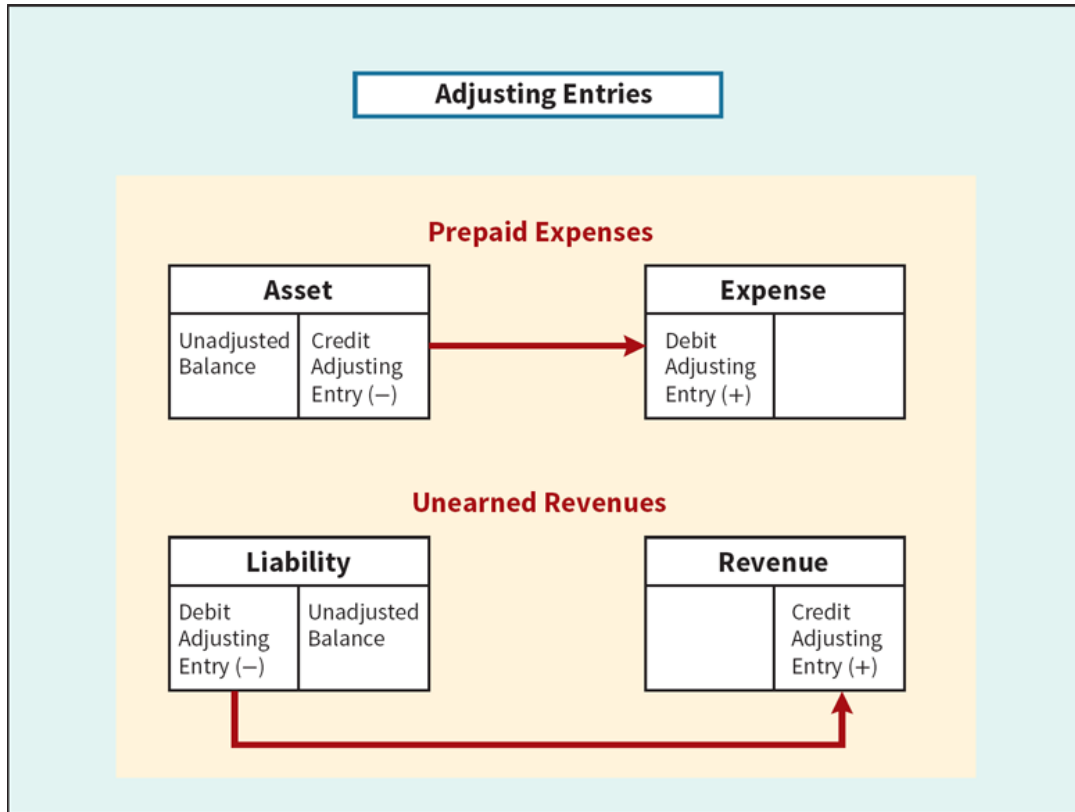 Adjusting Entries
Prepaid Expenses
Asset
Unadjusted
Balance
Credit
Adjusting
Entry (−)
Expense
Debit
Adjusting
Entry (+)
Unearned Revenues
Liability
Debit
Adjusting
Entry (−)
Unadjusted
Balance
Revenue
Credit
Adjusting
Entry (+)